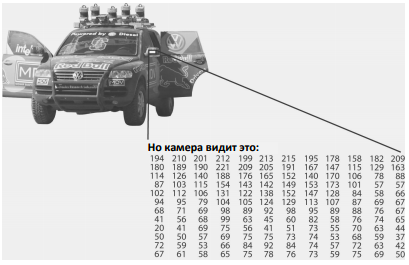 Powered by Diesel
intel
Red Bull
Но камера видит это:
194 210 201 212 199 213 215 195 178 158 182 209
180 189 190 221 209 205 191 167 147 115 129 163
114 126 140 188 176 165 152 140 170 106 78 88
87 103 115 154 143 142 149 153 173 101 57 57
102 112 106 131 122 138 152 147 128 84 58 66
94 95 79 104 105 124 129 113 107 87 69 67
68 71 69 98 89 92 98 95 89 88 76 67
41 56 68 99 63 45 60 82 58 76 74 65
20 41 69 75 56 41 51 73 55 70 63 44
50 50 57 69 75 75 73 74 53 68 59 37
72 59 53 66 84 92 84 74 57 72 63 42
67 61 58 65 75 78 76 73 59 75 69 50